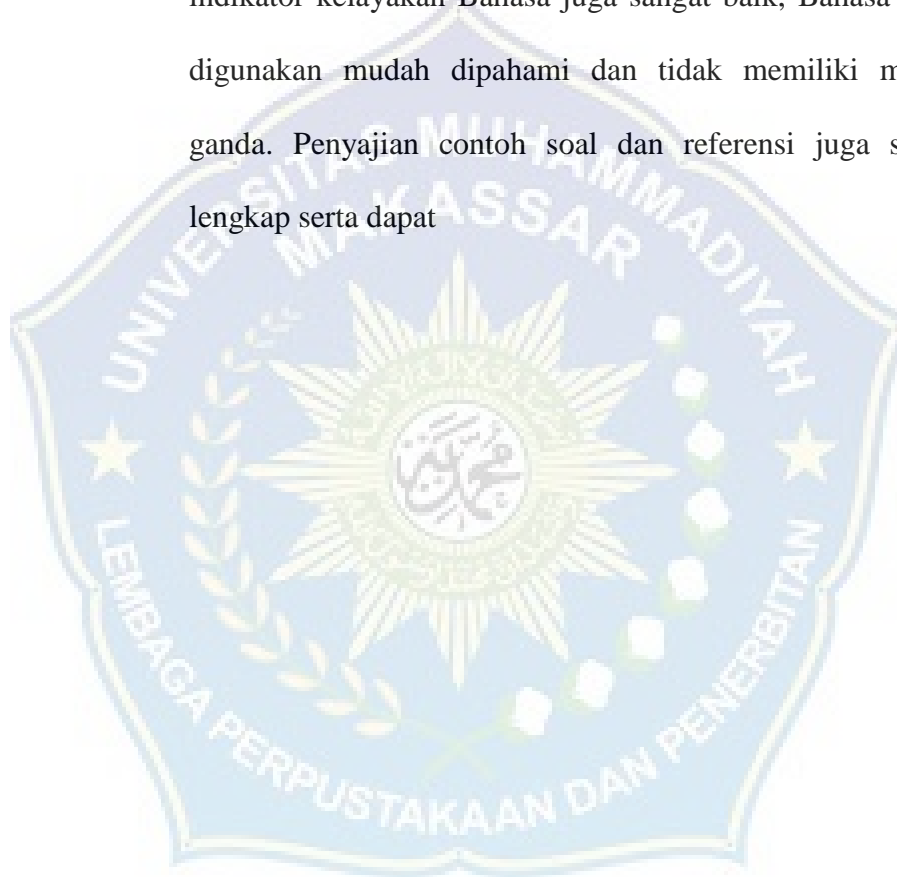 indikator kelayakan Bahasa juga sangat baik, Bahasa
digunakan mudah dipahami dan tidak memiliki m
ganda. Penyajian contoh soal dan referensi juga s
lengkap serta dapat
UNIVERSITAS MUHAMMADIYAH
MAKASSAR
LEMBAGA PERPUSTAKAAN DAN PENERBITAN